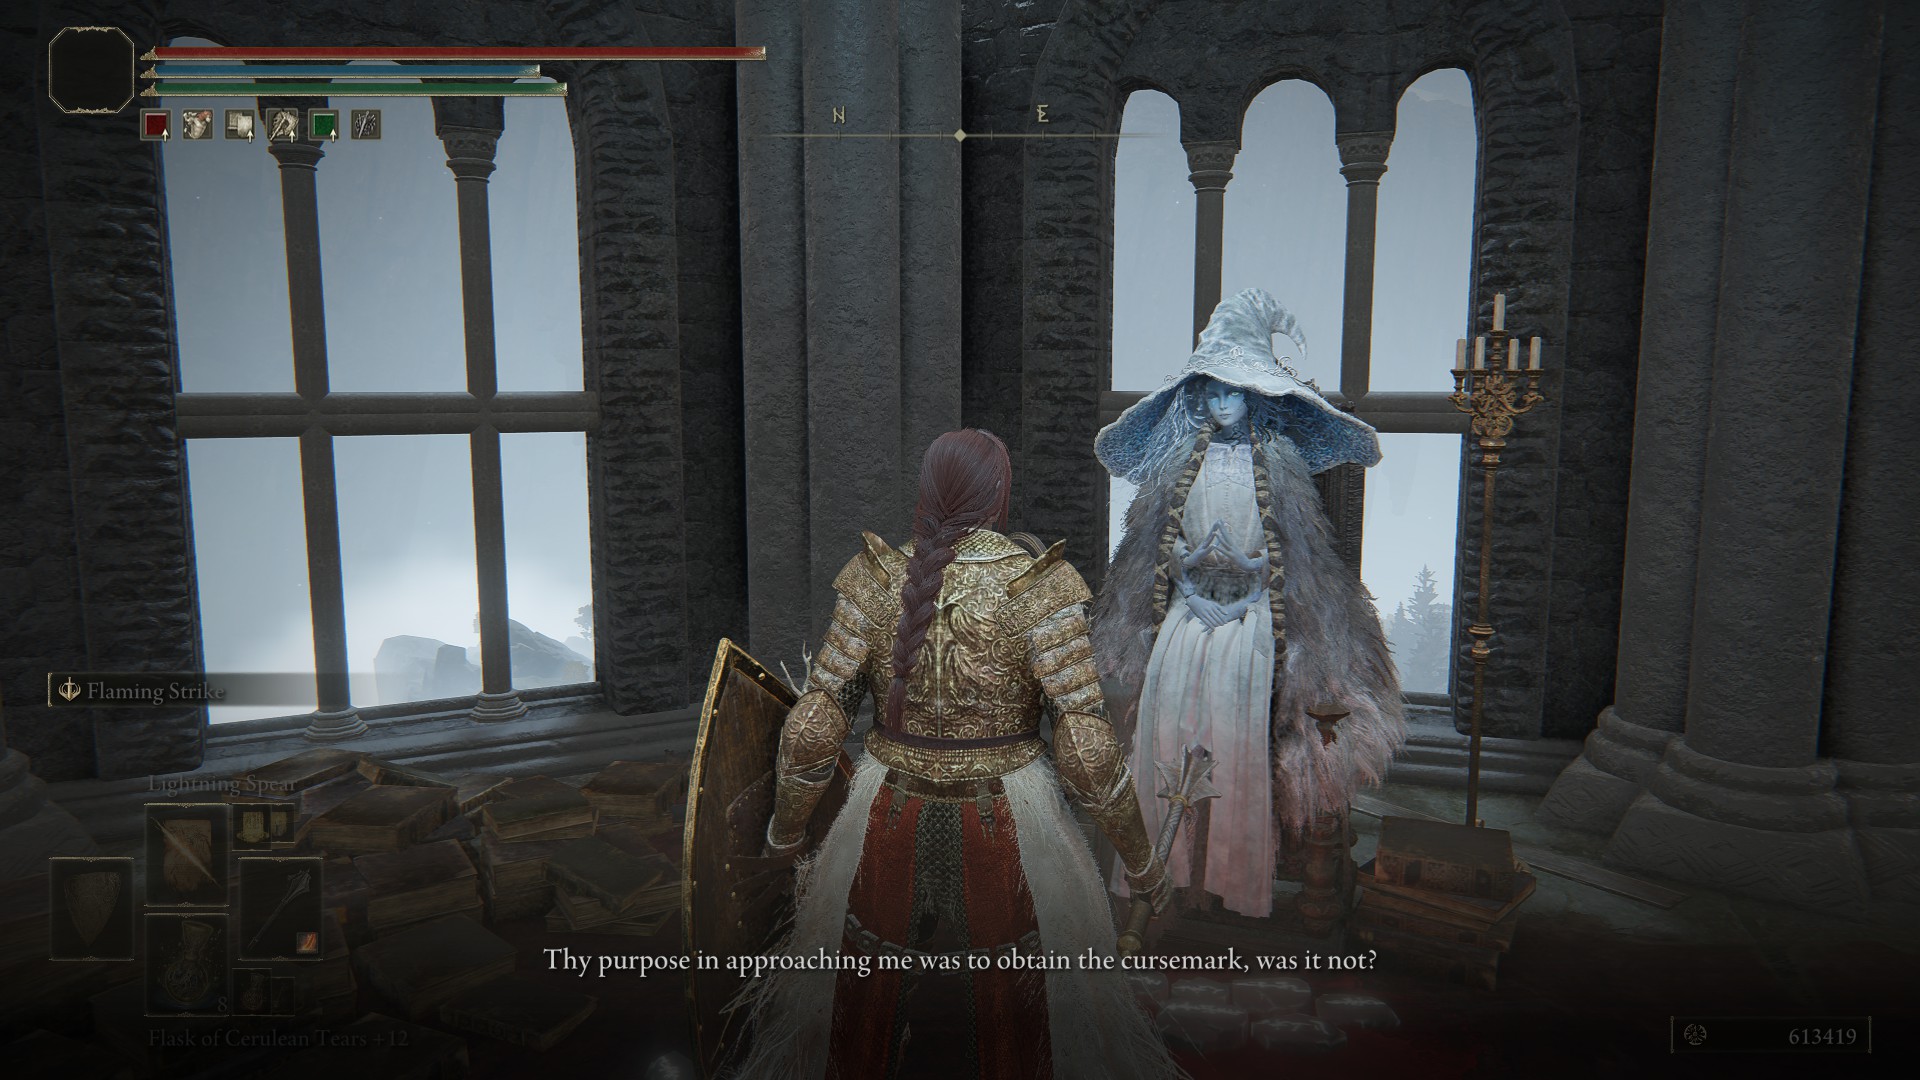 N E
Flaming Strike
Lightning Spear
8
Thy purpose in approaching me was to obtain the cursemark, was it not?
Flask of Cerulean Tears +12
613419